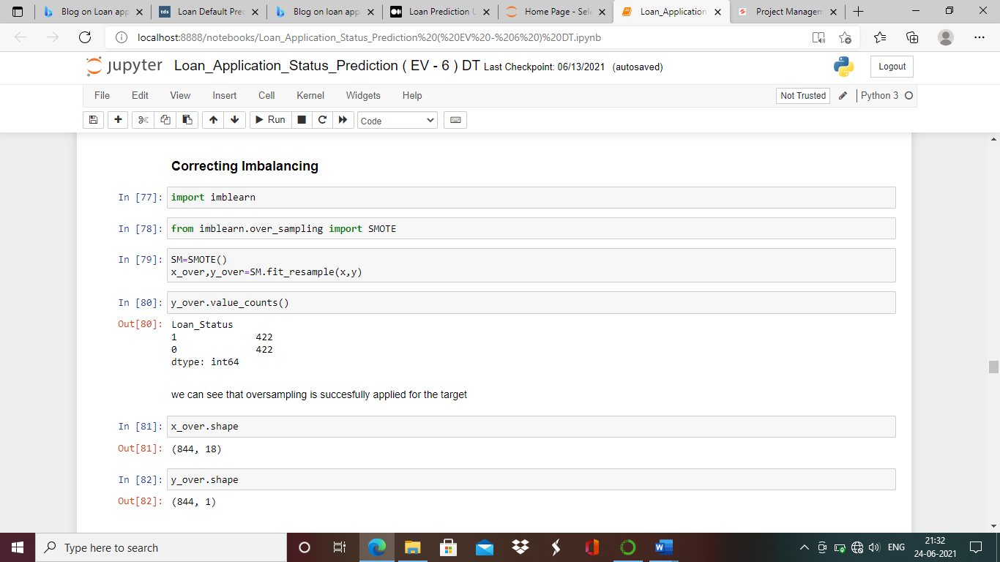 Blog on Loan app
Loan Default Pred
Blog on loan app
Loan Prediction U
Home Page - Sele
Loan_Application
Project Managem
localhost:8888/notebooks/Loan_Application_Status_Prediction%20(%20EV%20-%206%20)%20DT.ipynb
jupyter Loan_Application_Status_Prediction ( EV - 6 ) DT Last Checkpoint: 06/13/2021 (autosaved)
Logout
File Edit View Insert Cell Kernel Widgets Help
Not Trusted
Python 3
Run
Code
Correcting Imbalancing
In [77]: import imblearn
In [78]: from imblearn.over_sampling import SMOTE
In [79]: SM=SMOTE()
x_over,y_over=SM.fit_resample(x,y)
In [80]: y_over.value_counts()
Out[80]: Loan_Status
1 422
0 422
dtype: int64
we can see that oversampling is succesfully applied for the target
In [81]: x_over.shape
Out[81]: (844, 18)
In [82]: y_over.shape
Out[82]: (844, 1)
Type here to search
ENG
21:32
24-06-2021